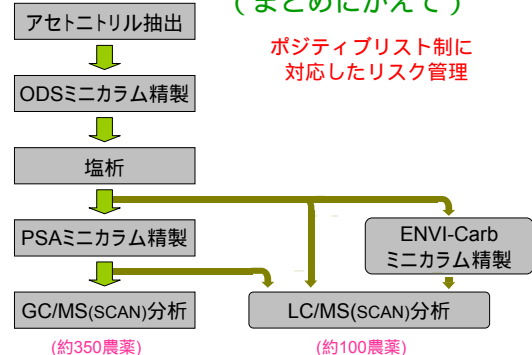 (まとめにかえて)
ポジティブリスト制に
対応したリスク管理
アセトニトリル抽出
ODSミニカラム精製
塩析
PSAミニカラム精製
ENVI-Carb
ミニカラム精製
GC/MS(SCAN)分析
LC/MS(SCAN)分析
(約350農薬)
(約100農薬)